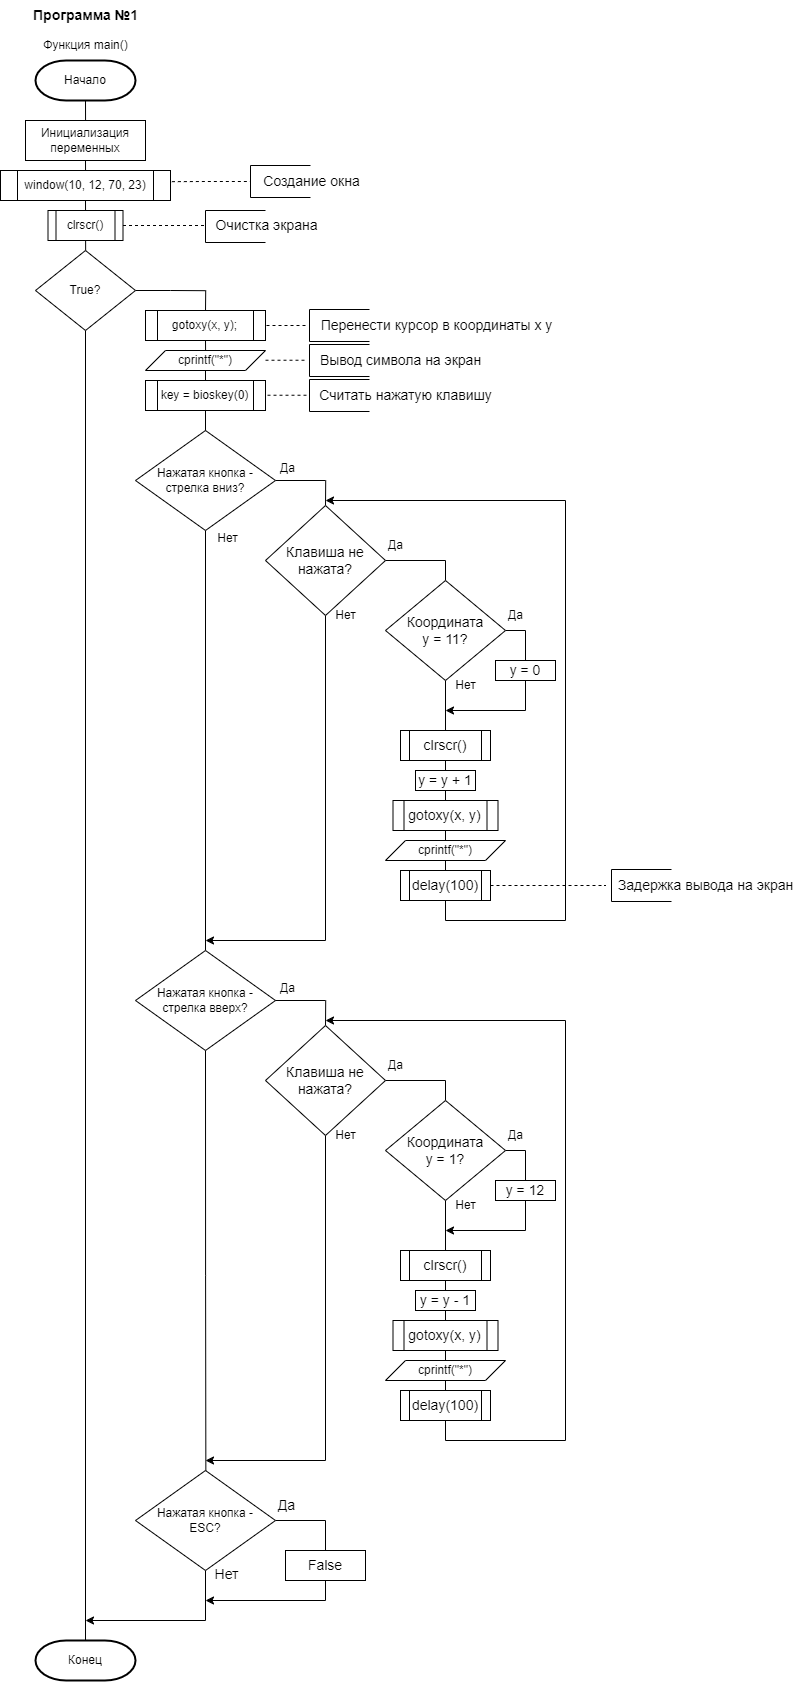 Программа №1
Функция main()
Начало
Инициализация
переменных
window(10, 12, 70, 23)
Создание окна
clrscr()
Очистка экрана
True?
gotoxy(x, y);
Перенести курсор в координаты x y
cprintf("*")
Вывод символа на экран
key = bioskey(0)
Считать нажатую клавишу
Нажатая кнопка -
стрелка вниз?
Да
Нет
Клавиша не
нажата?
Да
Нет
Координата
y = 11?
Да
y = 0
Нет
clrscr()
y = y + 1
gotoxy(x, y)
cprintf("*")
delay(100)
Задержка вывода на экран
Нажатая кнопка -
стрелка вверх?
Да
Клавиша не
нажата?
Да
Нет
Координата
y = 1?
Да
y = 12
Нет
clrscr()
y = y - 1
gotoxy(x, y)
cprintf("*")
delay(100)
Нажатая кнопка -
ESC?
Да
False
Нет
Конец